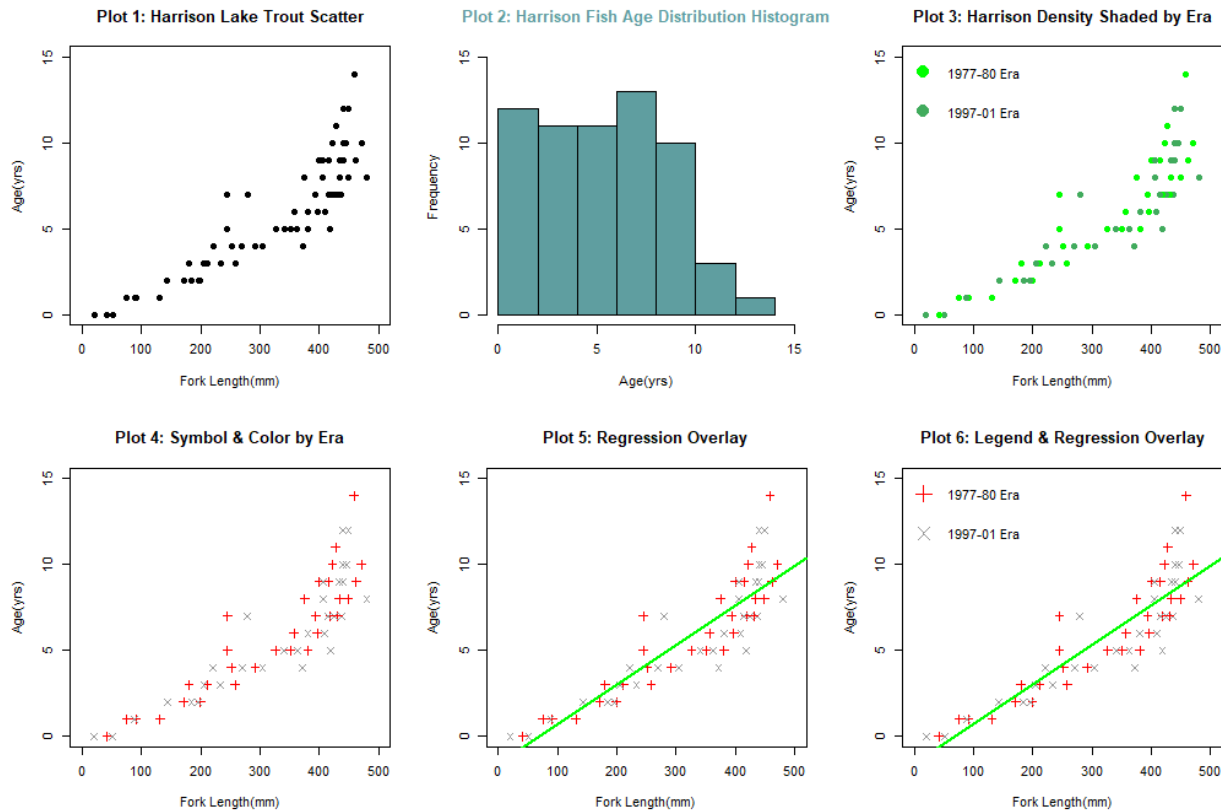 Plot 1: Harrison Lake Trout Scatter
15
10
5
0
Age(yrs)
0 100 200 300 400 500
Fork Length(mm)
Plot 2: Harrison Fish Age Distribution Histogram
Frequency
0 5 10 15
Age(yrs)
Plot 3: Harrison Density Shaded by Era
1977-80 Era
1997-01 Era
15
10
5
0
Age(yrs)
0 100 200 300 400 500
Fork Length(mm)
Plot 4: Symbol & Color by Era
15
10
5
0
Age(yrs)
0 100 200 300 400 500
Fork Length(mm)
Plot 5: Regression Overlay
15
10
5
0
Age(yrs)
0 100 200 300 400 500
Fork Length(mm)
Plot 6: Legend & Regression Overlay
1977-80 Era
1997-01 Era
15
10
5
0
Age(yrs)
0 100 200 300 400 500
Fork Length(mm)